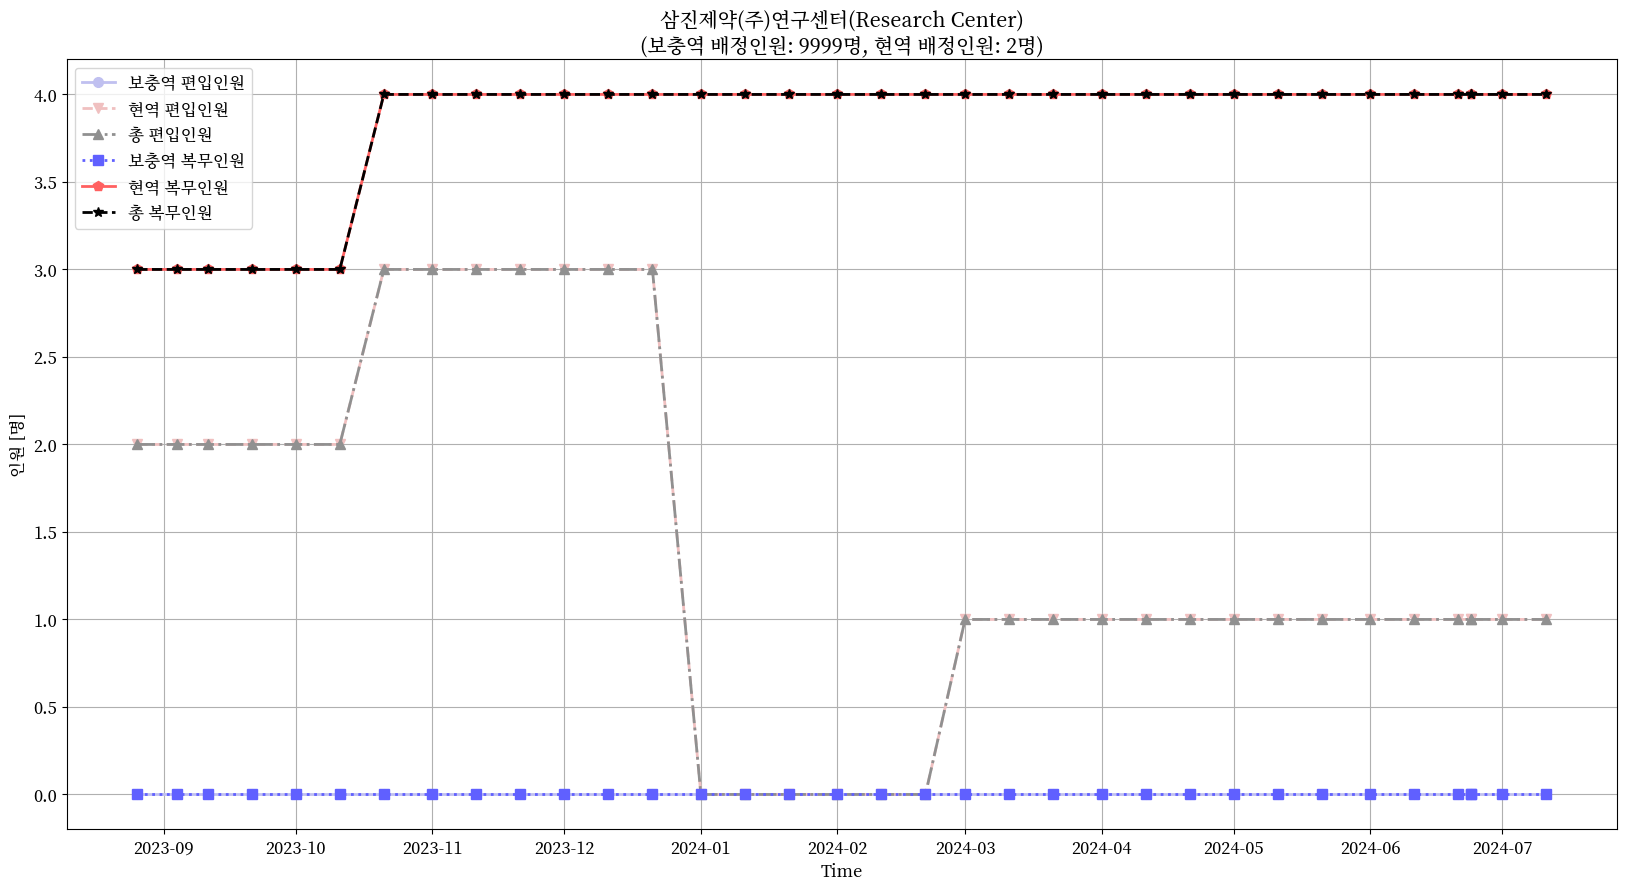 삼진제약(주)연구센터(Research Center)
(보충역 배정인원: 9999명, 현역 배정인원: 2명)
보충역 편입인원
현역 편입인원
총 편입인원
보충역 복무인원
현역 복무인원
총 복무인원
인원 [명]
4.0
3.5
3.0
2.5
2.0
1.5
1.0
0.5
0.0
2023-09 2023-10 2023-11 2023-12 2024-01 2024-02 2024-03 2024-04 2024-05 2024-06 2024-07
Time